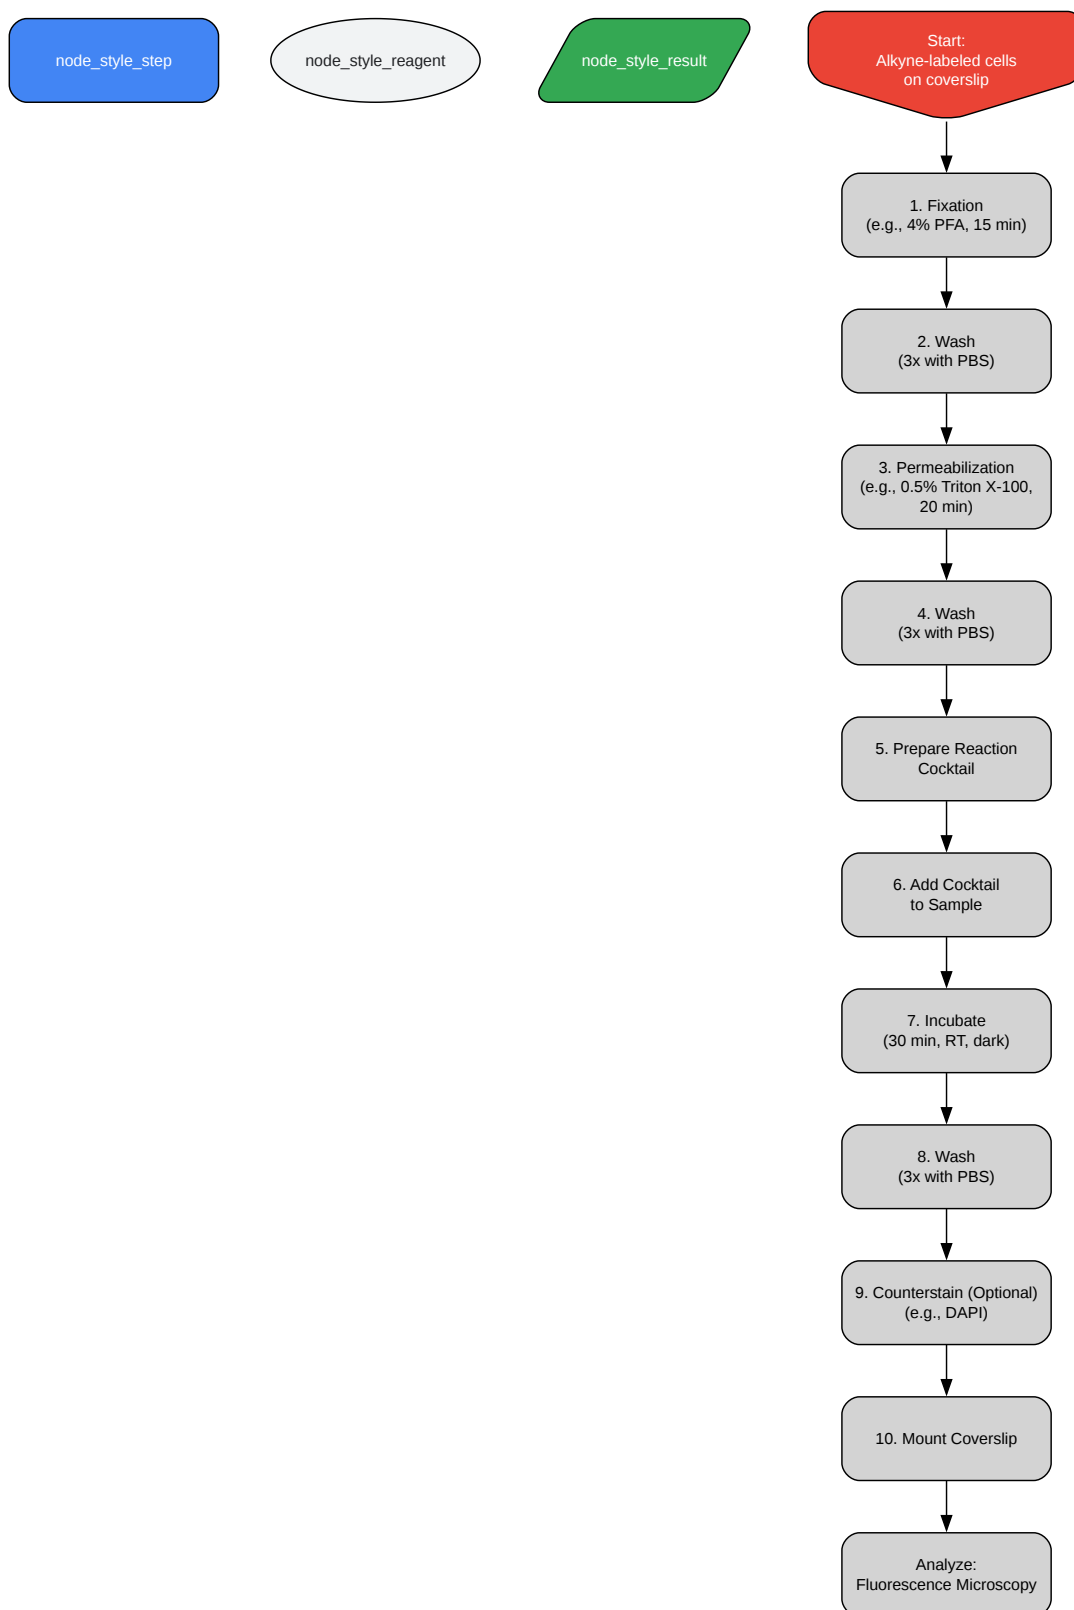 node_style_step
node_style_reagent
node_style_result
Start:
Alkyne-labeled cells
on coverslip
1. Fixation
(e.g., 4% PFA, 15 min)
2. Wash
(3x with PBS)
3. Permeabilization
(e.g., 0.5% Triton X-100,
20 min)
4. Wash
(3x with PBS)
5. Prepare Reaction
Cocktail
6. Add Cocktail
to Sample
7. Incubate
(30 min, RT, dark)
8. Wash
(3x with PBS)
9. Counterstain (Optional)
(e.g., DAPI)
10. Mount Coverslip
Analyze:
Fluorescence Microscopy